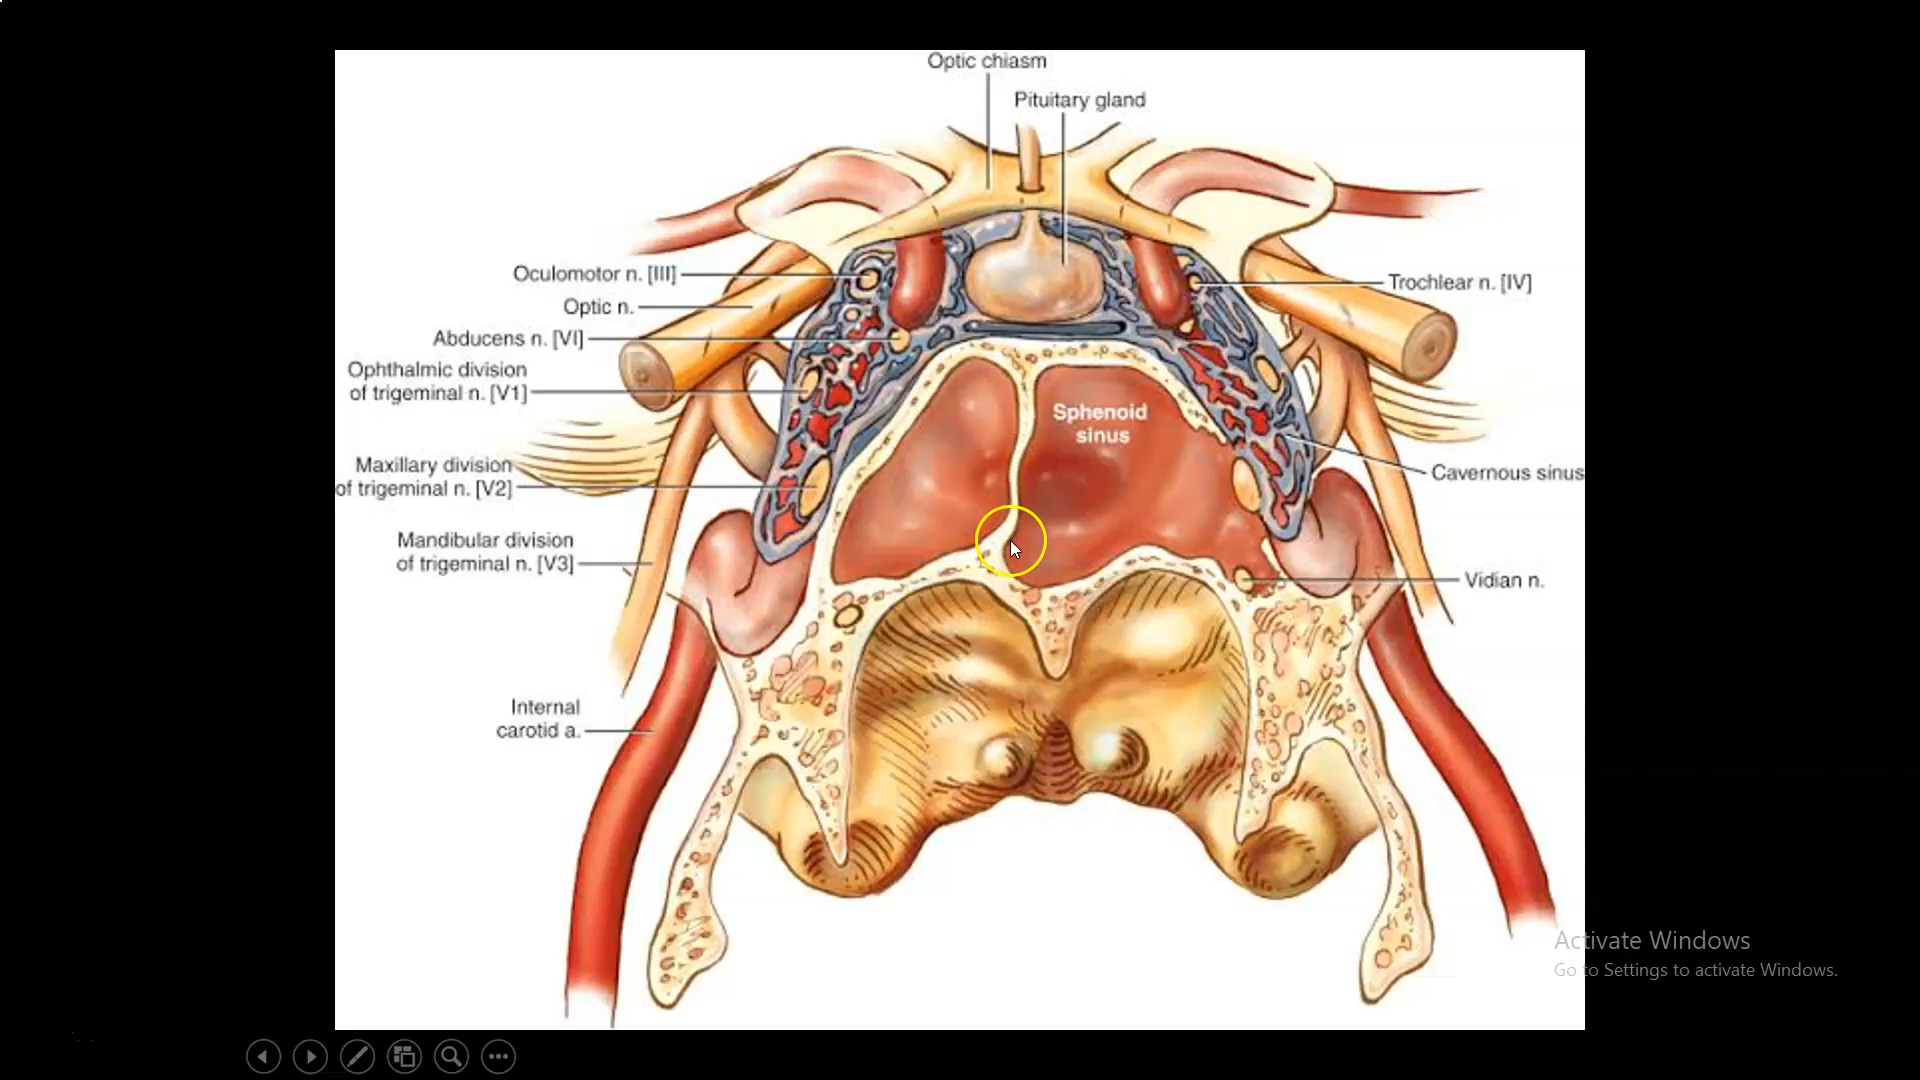 Optic chiasm
Pituitary gland
Oculomotor n. [III]
Optic n.
Abducens n. [VI]
Ophthalmic division
of trigeminal n. [V1]
Maxillary division
of trigeminal n. [V2]
Mandibular division
of trigeminal n. [V3]
Internal
carotid a.
Sphenoid
sinus
Trochlear n. [IV]
Cavernous sinus
Vidian n.
Activate Windows
Go to Settings to activate Windows.